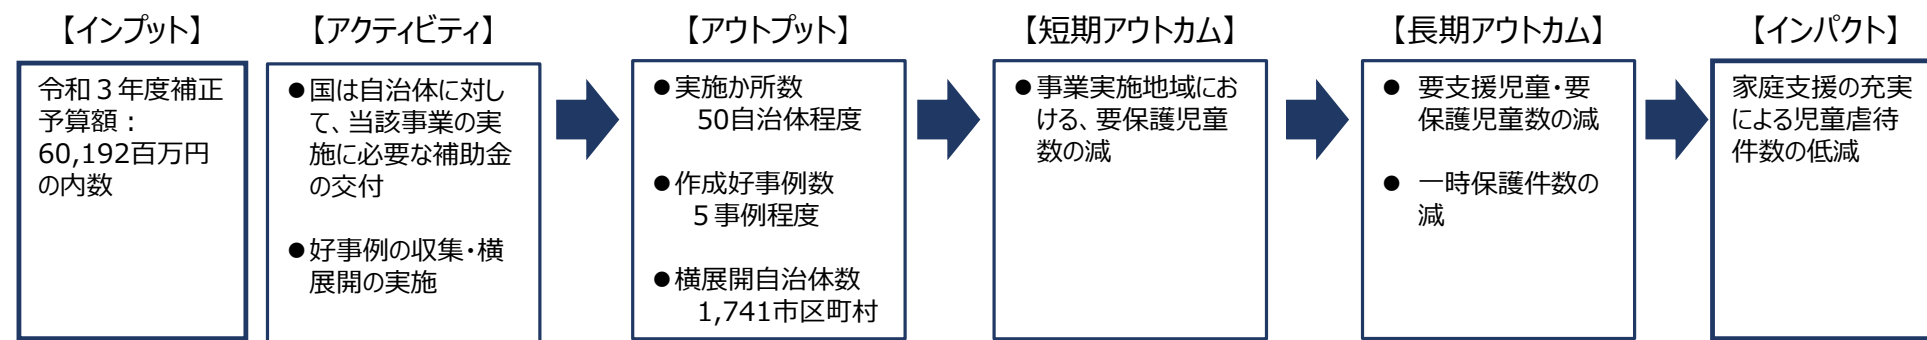 【インプット】
令和３年度補正
予算額：
60,192百万円
の内数
【アクティビティ】
●国は自治体に対し
て、当該事業の実
施に必要な補助金
の交付
●好事例の収集・横
展開の実施
【アウトプット】
●実施か所数
50自治体程度
●作成好事例数
５事例程度
●横展開自治体数
1,741市区町村
【短期アウトカム】
●事業実施地域にお
ける、要保護児童
数の減
【長期アウトカム】
● 要支援児童・要
保護児童数の減
● 一時保護件数の
減
【インパクト】
家庭支援の充実
による児童虐待
件数の低減